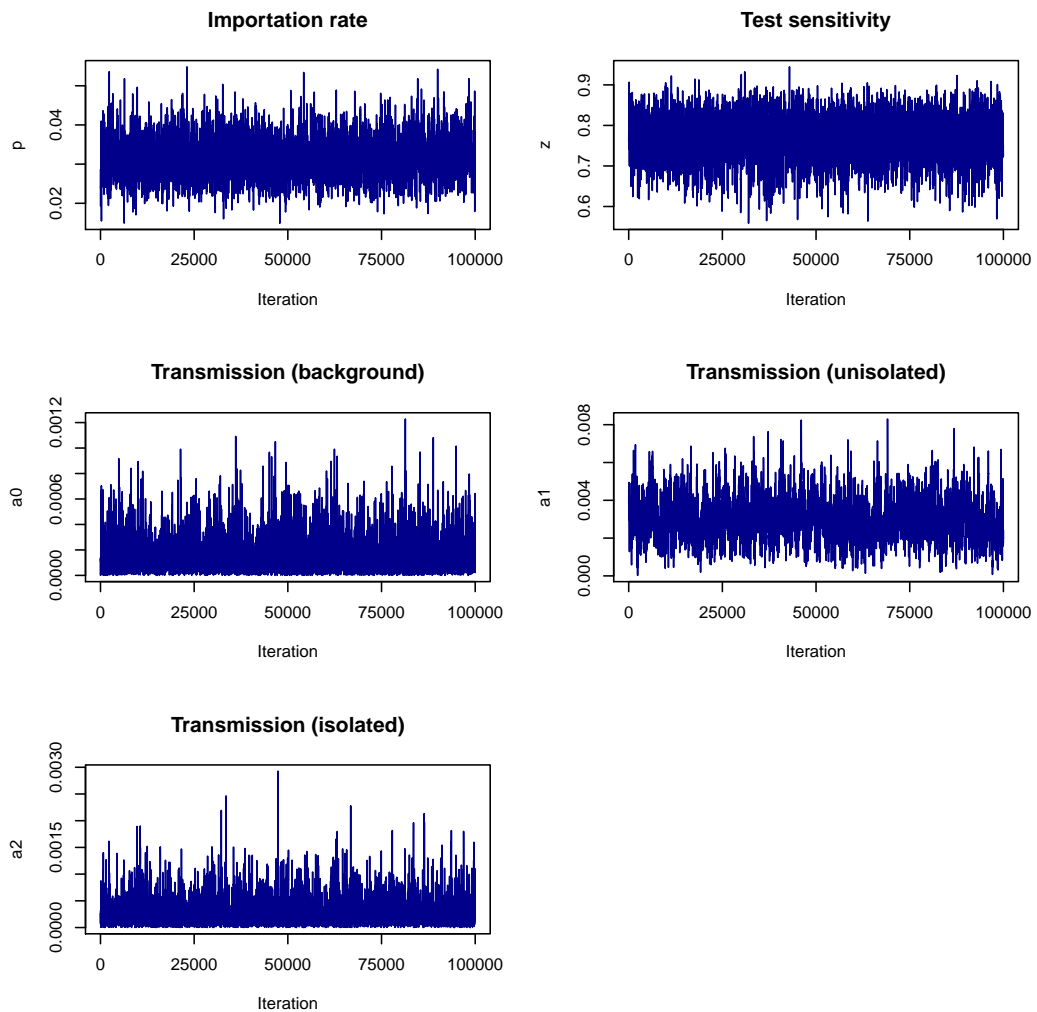 Importation rate
p
0.02 0.04
0 25000 50000 75000 100000
Iteration
Test sensitivity
z
0.6 0.7 0.8 0.9
0 25000 50000 75000 100000
Iteration
Transmission (background)
a0
0.0000 0.0006 0.0012
0 25000 50000 75000 100000
Iteration
Transmission (unisolated)
a1
0.000 0.004 0.008
0 25000 50000 75000 100000
Iteration
Transmission (isolated)
a2
0.0000 0.0015 0.0030
0 25000 50000 75000 100000
Iteration